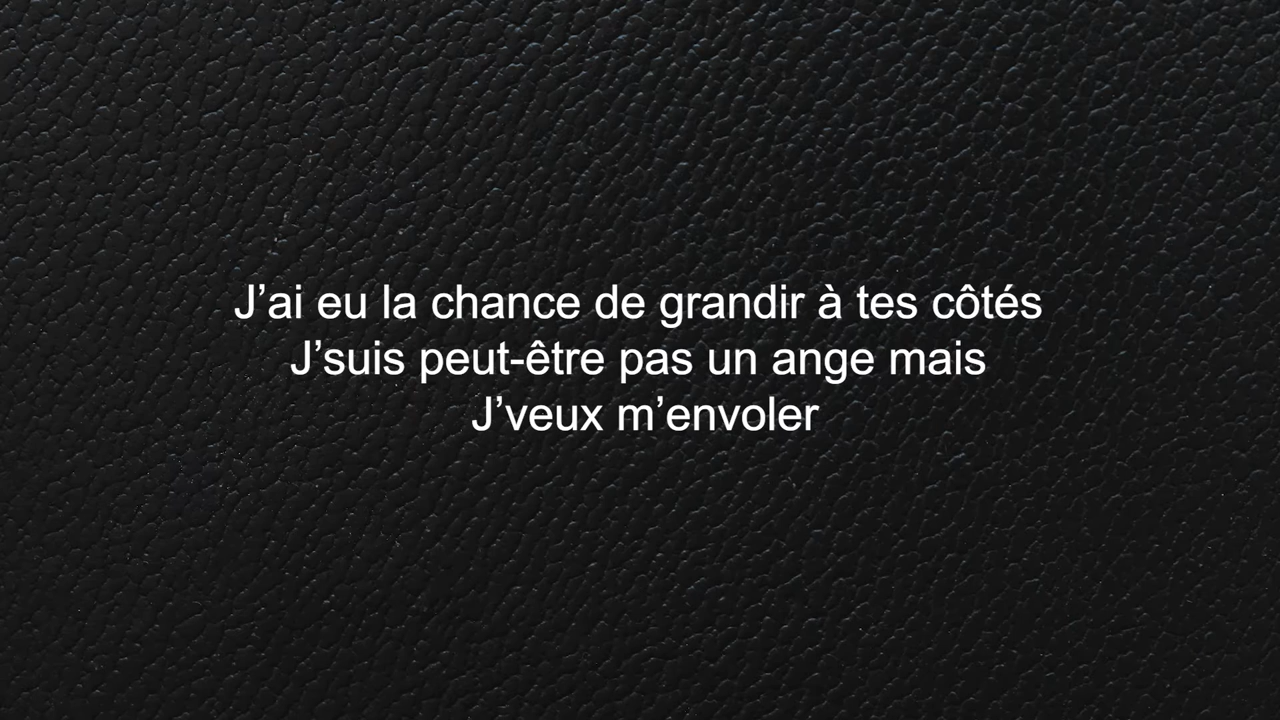 J’ai eu la chance de grandir à tes côtés
J’suis peut-être pas un ange mais
J’veux m’envoler